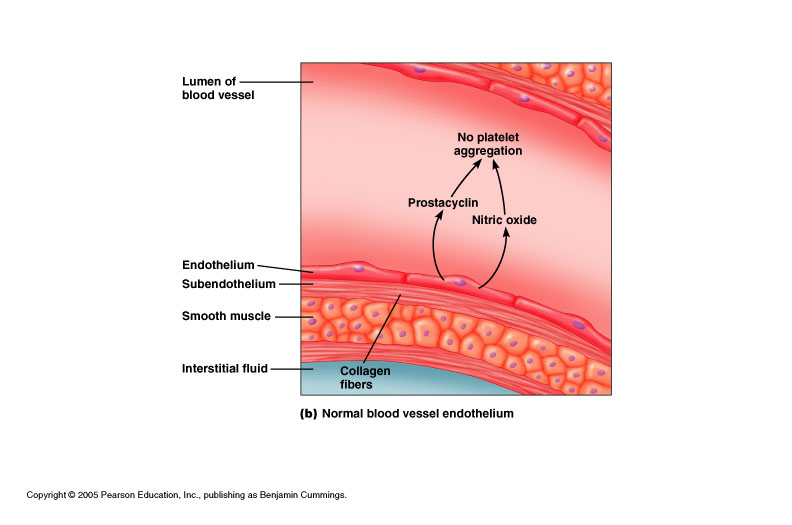 Lumen of
blood vessel
No platelet
aggregation
Prostacyclin
Nitric oxide
Endothelium
Subendothelium
Smooth muscle
Interstitial fluid
Collagen
fibers
(b) Normal blood vessel endothelium
Copyright © 2005 Pearson Education, Inc., publishing as Benjamin Cummings.